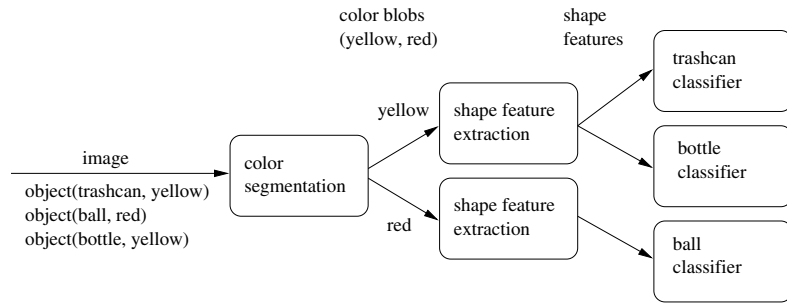 color blobs
(yellow, red)
shape
features
image
object(trashcan, yellow)
object(ball, red)
object(bottle, yellow)
color
segmentation
yellow
red
shape feature
extraction
shape feature
extraction
trashcan
classifier
bottle
classifier
ball
classifier